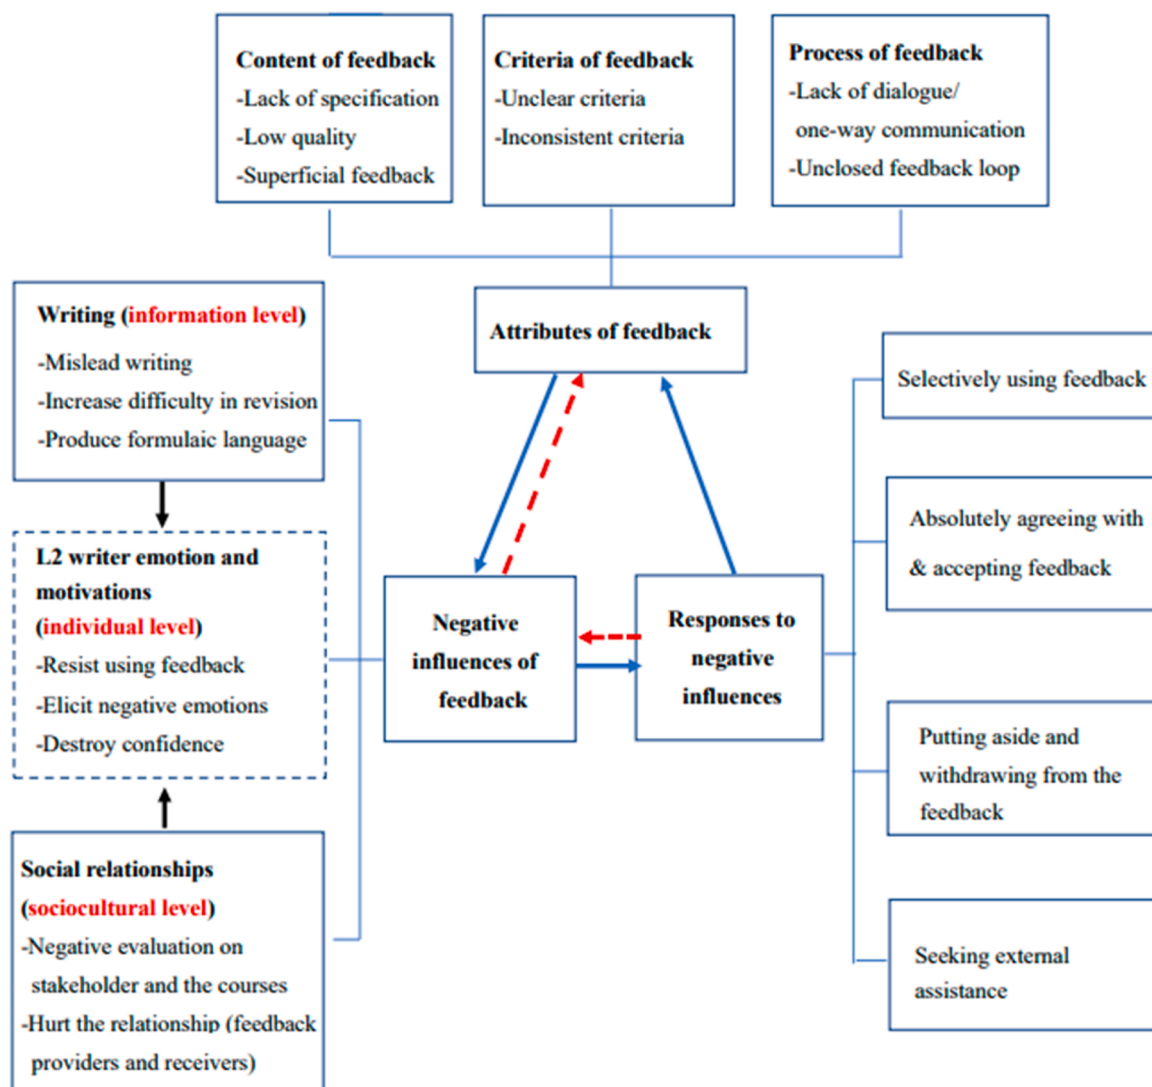 Content of feedback
-Lack of specification
-Low quality
-Superficial feedback
Criteria of feedback
-Unclear criteria
-Inconsistent criteria
Process of feedback
-Lack of dialogue/
one-way communication
-Unclosed feedback loop
Attributes of feedback
Writing (information level)
-Mislead writing
-Increase difficulty in revision
-Produce formulaic language
L2 writer emotion and
motivations
(individual level)
-Resist using feedback
-Elicit negative emotions
-Destroy confidence
Social relationships
(sociocultural level)
-Negative evaluation on
stakeholder and the courses
-Hurt the relationship (feedback
providers and receivers)
Negative
influences of
feedback
Responses to
negative
influences
Selectively using feedback
Absolutely agreeing with
& accepting feedback
Putting aside and
withdrawing from the
feedback
Seeking external
assistance